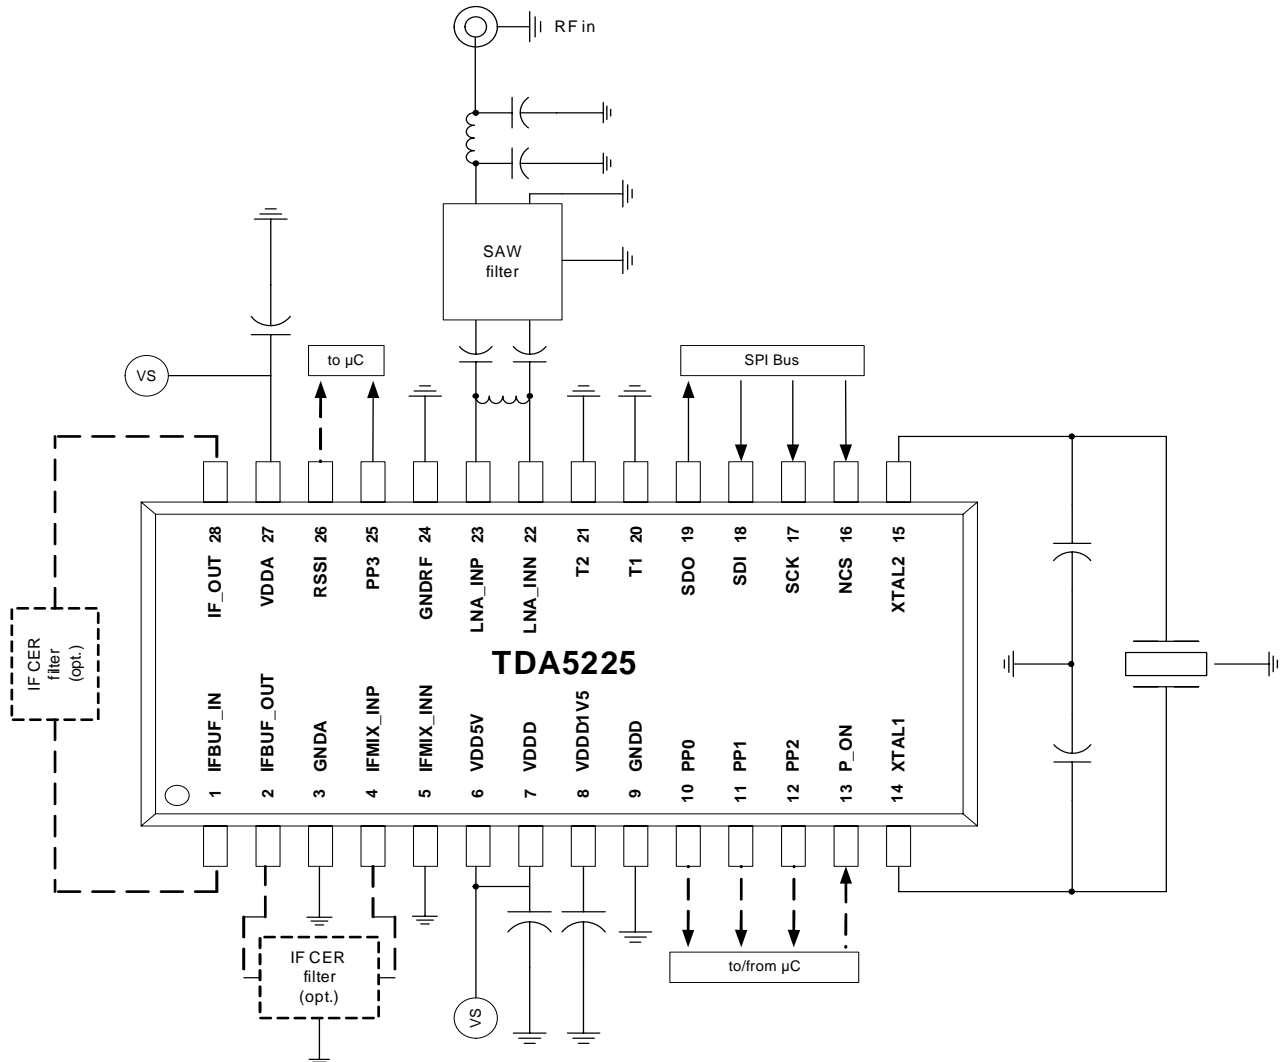 RF in
SAW
filter
VS
to µC
SPI Bus
28 27 26 25 24 23 22 21 20 19 18 17 16 15
IF_OUT VDDA RSSI PP3 GNDRF LNA_INP LNA_INN T2 T1 SDO SDI SCK NCS XTAL2
IF CER
filter
(opt.)
TDA5225
IFBUF_IN IFBUF_OUT GNDA IFMIX_INP IFMIX_INN VDD5V VDDD VDDD1V5 GNDD PP0 PP1 PP2 P_ON XTAL1
1 2 3 4 5 6 7 8 9 10 11 12 13 14
IF CER
filter
(opt.)
to/from µC
VS